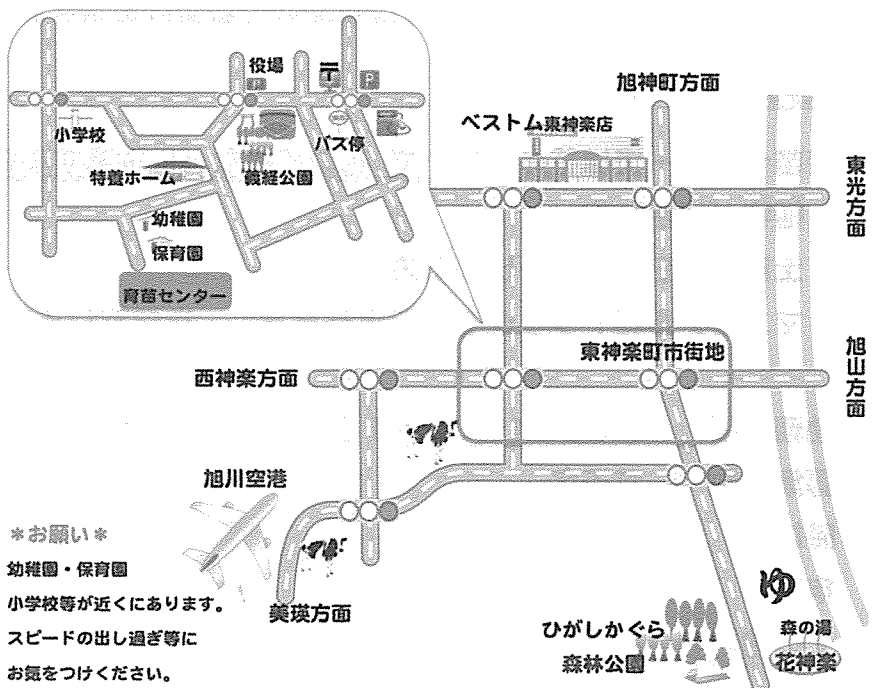 役場
〒
P
P
小学校
BUS
バス停
特養ホーム
義経公園
幼稚園
保育園
育苗センター
旭神町方面
ベストム東神楽店
東光方面
東神楽町市街地
西神楽方面
旭山方面
旭川空港
美瑛方面
＊お願い＊
幼稚園・保育園
小学校等が近くにあります。
スピードの出し過ぎ等に
お気をつけください。
ゆ
ひがしかぐら
森林公園
森の湯
花神楽